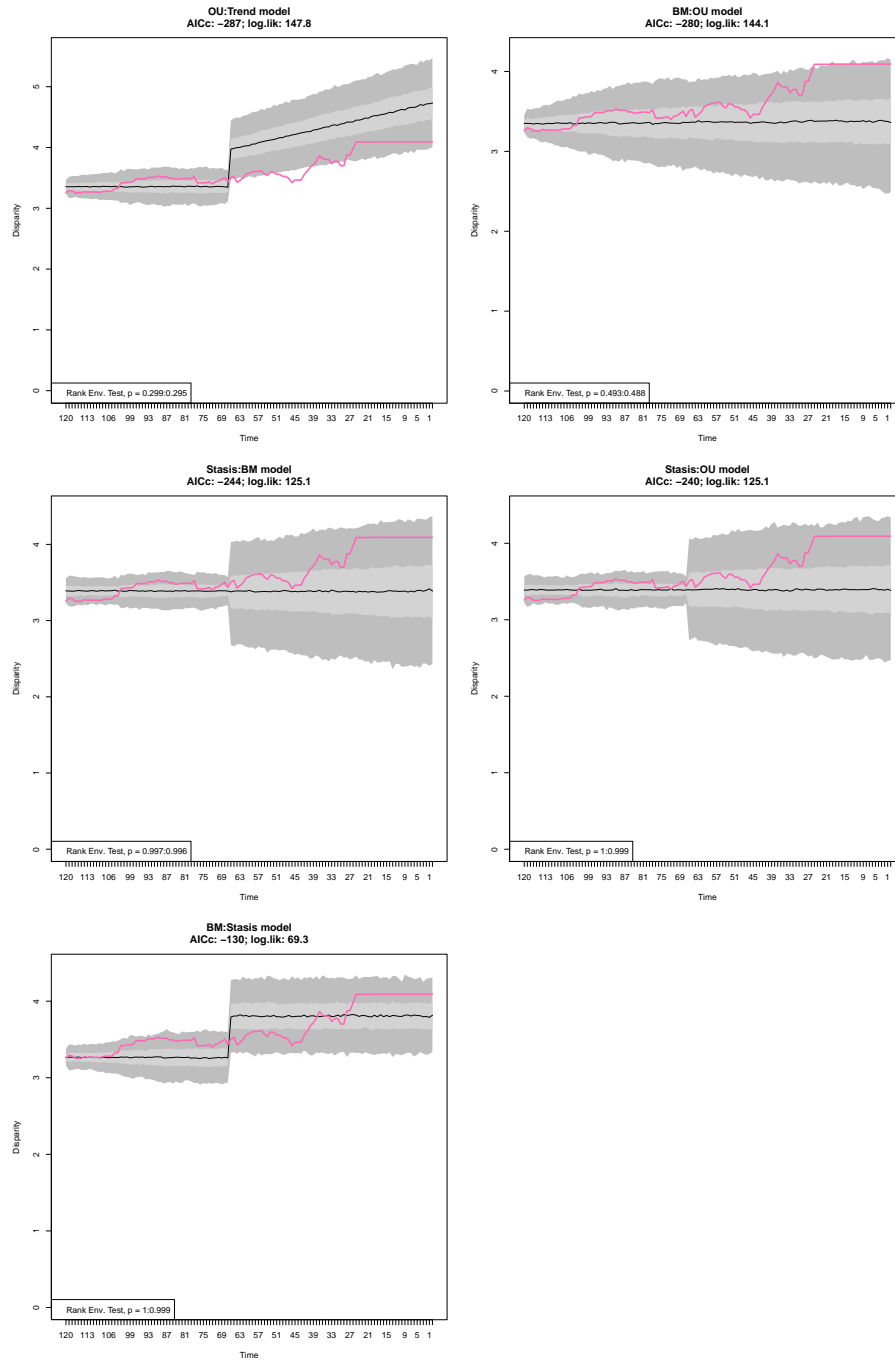 OU:Trend model
AICc: −287; log.lik: 147.8
Disparity
0 1 2 3 4 5
Rank Env. Test, p = 0.299:0.295
120 113 106 99 93 87 81 75 69 63 57 51 45 39 33 27 21 15 9 5 1
Time
BM:OU model
AICc: −280; log.lik: 144.1
Disparity
0 1 2 3 4
Rank Env. Test, p = 0.493:0.488
120 113 106 99 93 87 81 75 69 63 57 51 45 39 33 27 21 15 9 5 1
Time
Stasis:BM model
AICc: −244; log.lik: 125.1
Disparity
0 1 2 3 4
Rank Env. Test, p = 0.997:0.996
120 113 106 99 93 87 81 75 69 63 57 51 45 39 33 27 21 15 9 5 1
Time
Stasis:OU model
AICc: −240; log.lik: 125.1
Disparity
0 1 2 3 4
Rank Env. Test, p = 1:0.999
120 113 106 99 93 87 81 75 69 63 57 51 45 39 33 27 21 15 9 5 1
Time
BM:Stasis model
AICc: −130; log.lik: 69.3
Disparity
0 1 2 3 4
Rank Env. Test, p = 1:0.999
120 113 106 99 93 87 81 75 69 63 57 51 45 39 33 27 21 15 9 5 1
Time